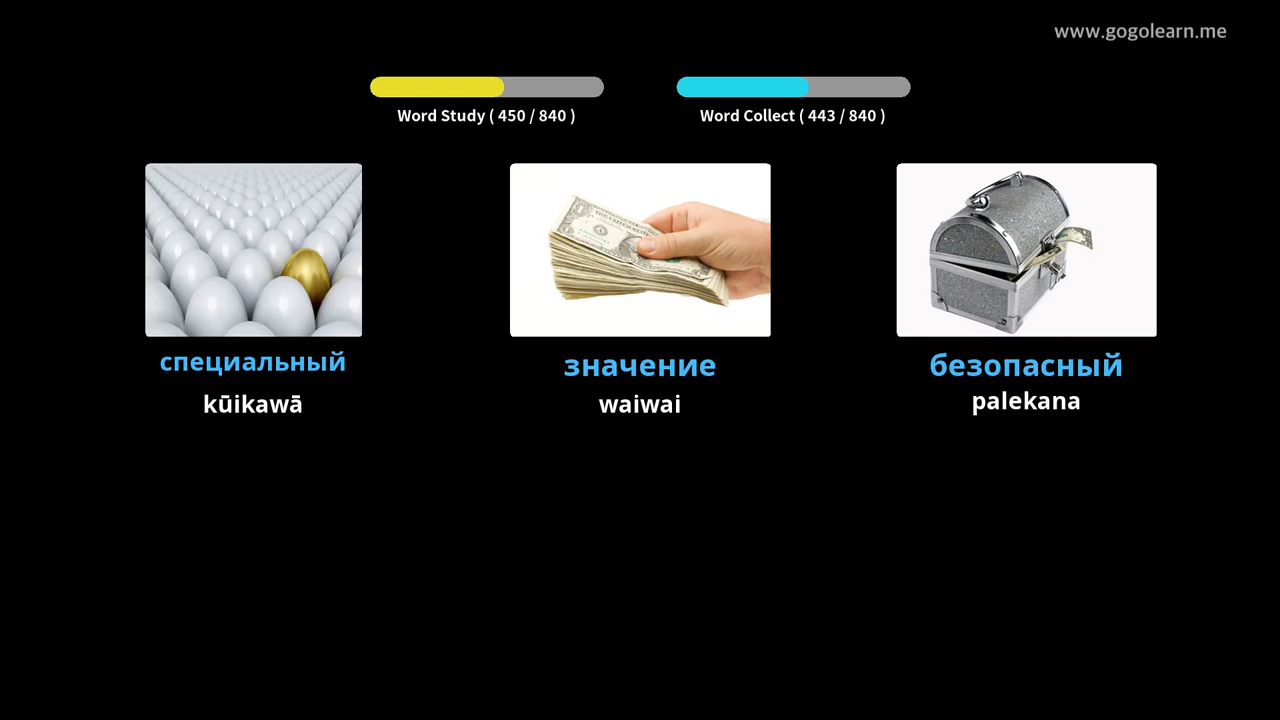 www.gogolearn.me
Word Study ( 450 / 840 )
Word Collect ( 443 / 840 )
специальный
значение
безопасный
kūikawā
waiwai
palekana